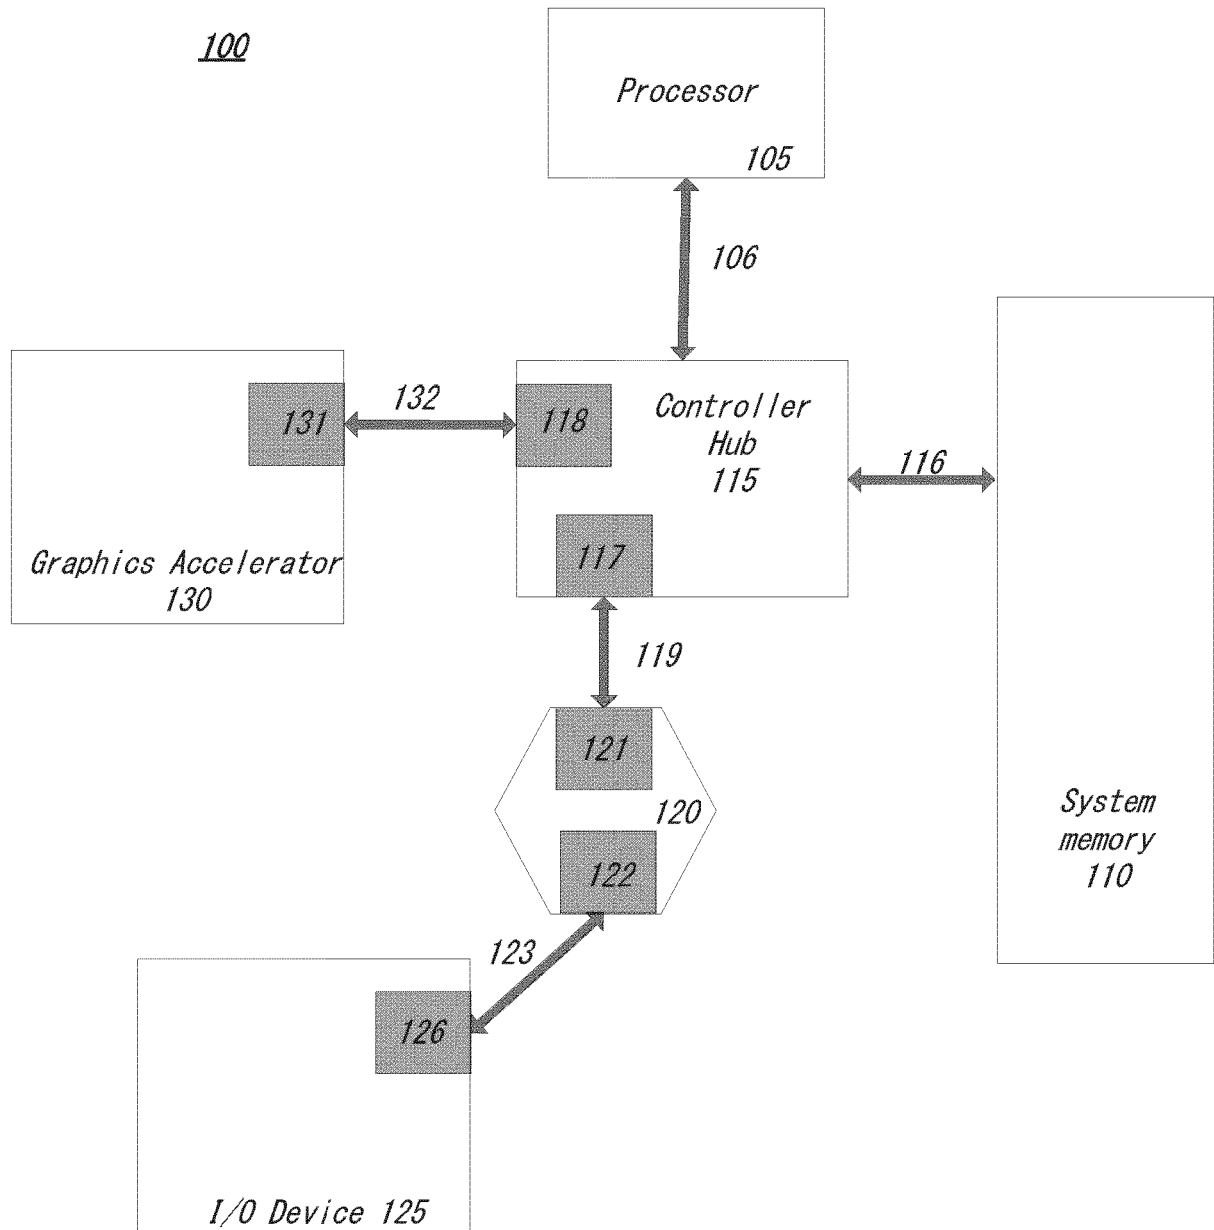 100
Processor
105
106
131
132
118
Controller
Hub
115
116
Graphics Accelerator
130
117
119
121
120
122
System
memory
110
123
126
I/O Device 125